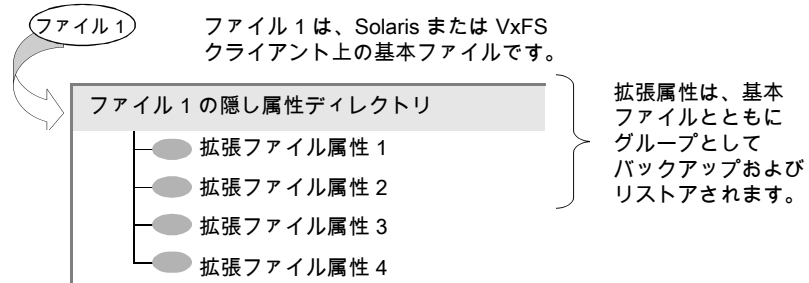 ファイル 1
ファイル 1 は、Solaris または VxFS
クライアント上の基本ファイルです。
ファイル 1 の隠し属性ディレクトリ
拡張ファイル属性 1
拡張ファイル属性 2
拡張ファイル属性 3
拡張ファイル属性 4
拡張属性は、基本
ファイルとともに
グループとして
バックアップおよび
リストアされます。